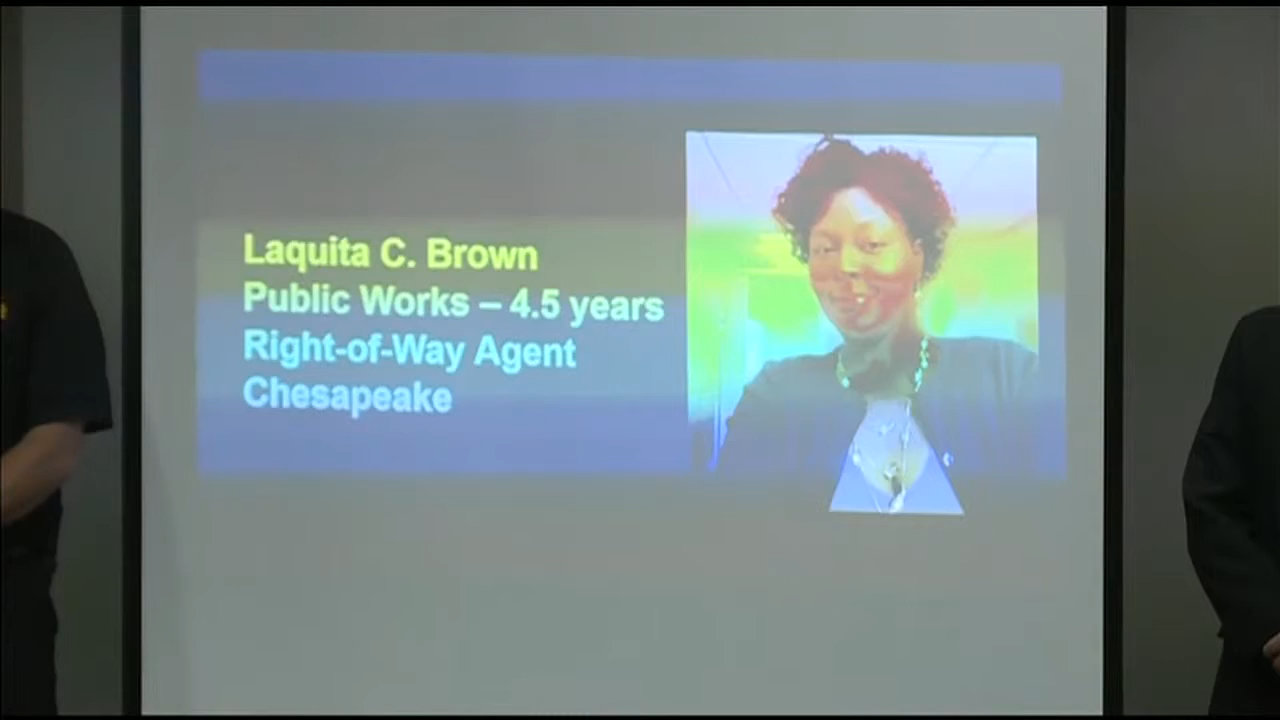 Laquita C. Brown
Public Works – 4.5 years
Right-of-Way Agent
Chesapeake